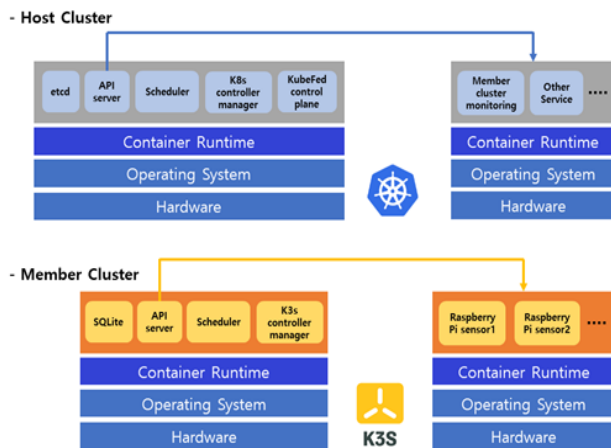 - Host Cluster
etcd
API
server
Scheduler
K8s
controller
manager
KubeFed
control
plane
Member
cluster
monitoring
Other
Service
....
Container Runtime
Operating System
Hardware
Container Runtime
Operating System
Hardware
- Member Cluster
SQLite
API
server
Scheduler
K3s
controller
manager
Raspberry
Pi sensor1
Raspberry
Pi sensor2
....
Container Runtime
Operating System
Hardware
K3S
Container Runtime
Operating System
Hardware